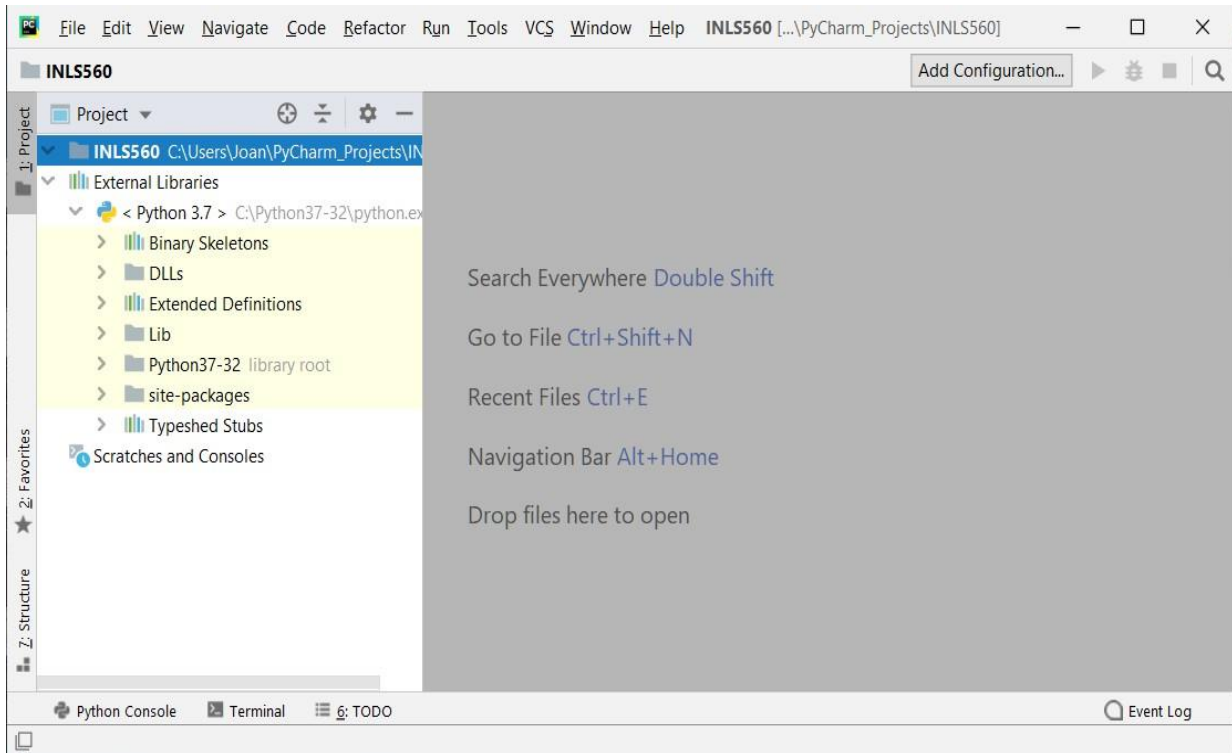 PC File Edit View Navigate Code Refactor Run Tools VCS Window Help INLS560 [...\PyCharm_Projects\INLS560]
INLS560 Add Configuration...
1: Project
Project
INLS560 C:\Users\Joan\PyCharm_Projects\IN
External Libraries
< Python 3.7 > C:\Python37-32\python.ex
Binary Skeletons
DLLs
Extended Definitions
Lib
Python37-32 library root
site-packages
Typeshed Stubs
Scratches and Consoles
2: Favorites
7: Structure
Search Everywhere Double Shift
Go to File Ctrl+Shift+N
Recent Files Ctrl+E
Navigation Bar Alt+Home
Drop files here to open
Python Console Terminal 6: TODO Event Log